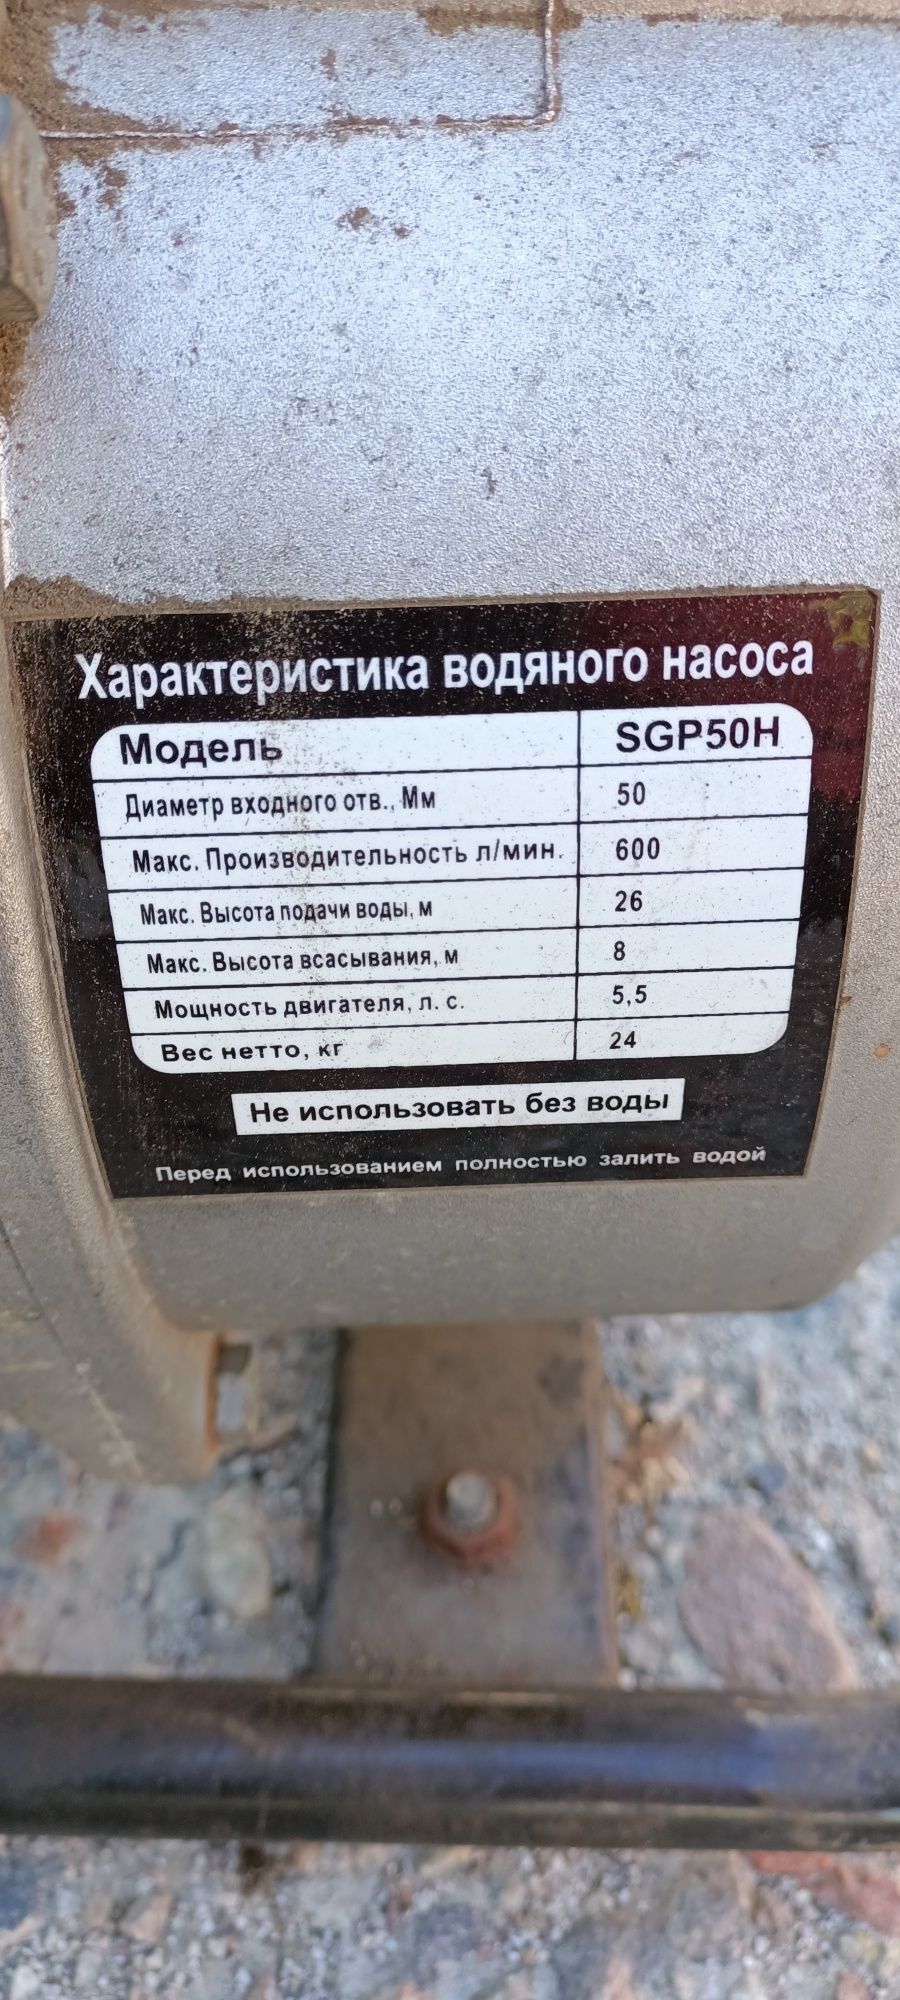 Характеристика водяного насоса
Модель SGP50H
Диаметр входного отв., Мм 50
Макс. Производительность л/мин. 600
Макс. Высота подачи воды, м 26
Макс. Высота всасывания, м 8
Мощность двигателя, л. с. 5,5
Вес нетто, кг 24
Не использовать без воды
Перед использованием полностью залить водой